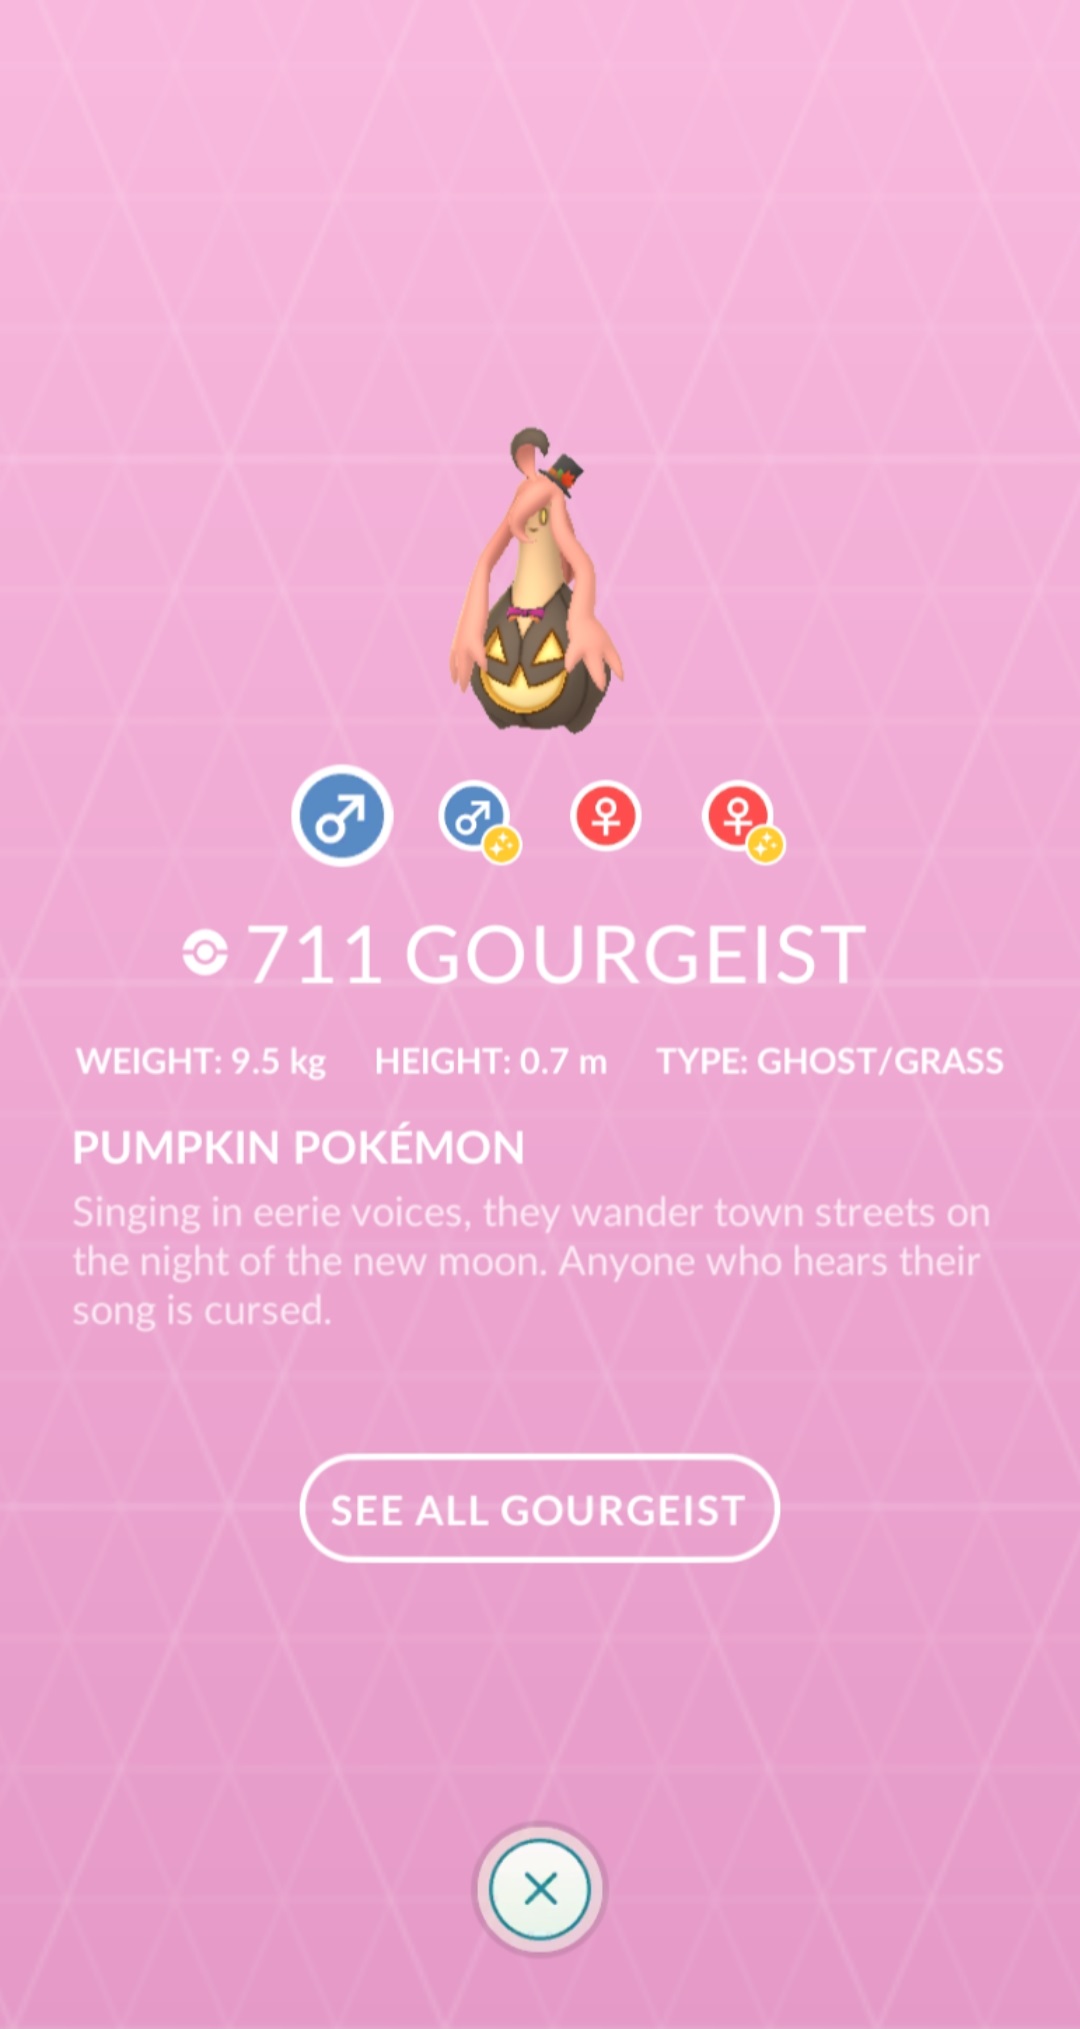 711 GOURGEIST
WEIGHT: 9.5 kg HEIGHT: 0.7 m TYPE: GHOST/GRASS
PUMPKIN POKÉMON
Singing in eerie voices, they wander town streets on
the night of the new moon. Anyone who hears their
song is cursed.
SEE ALL GOURGEIST